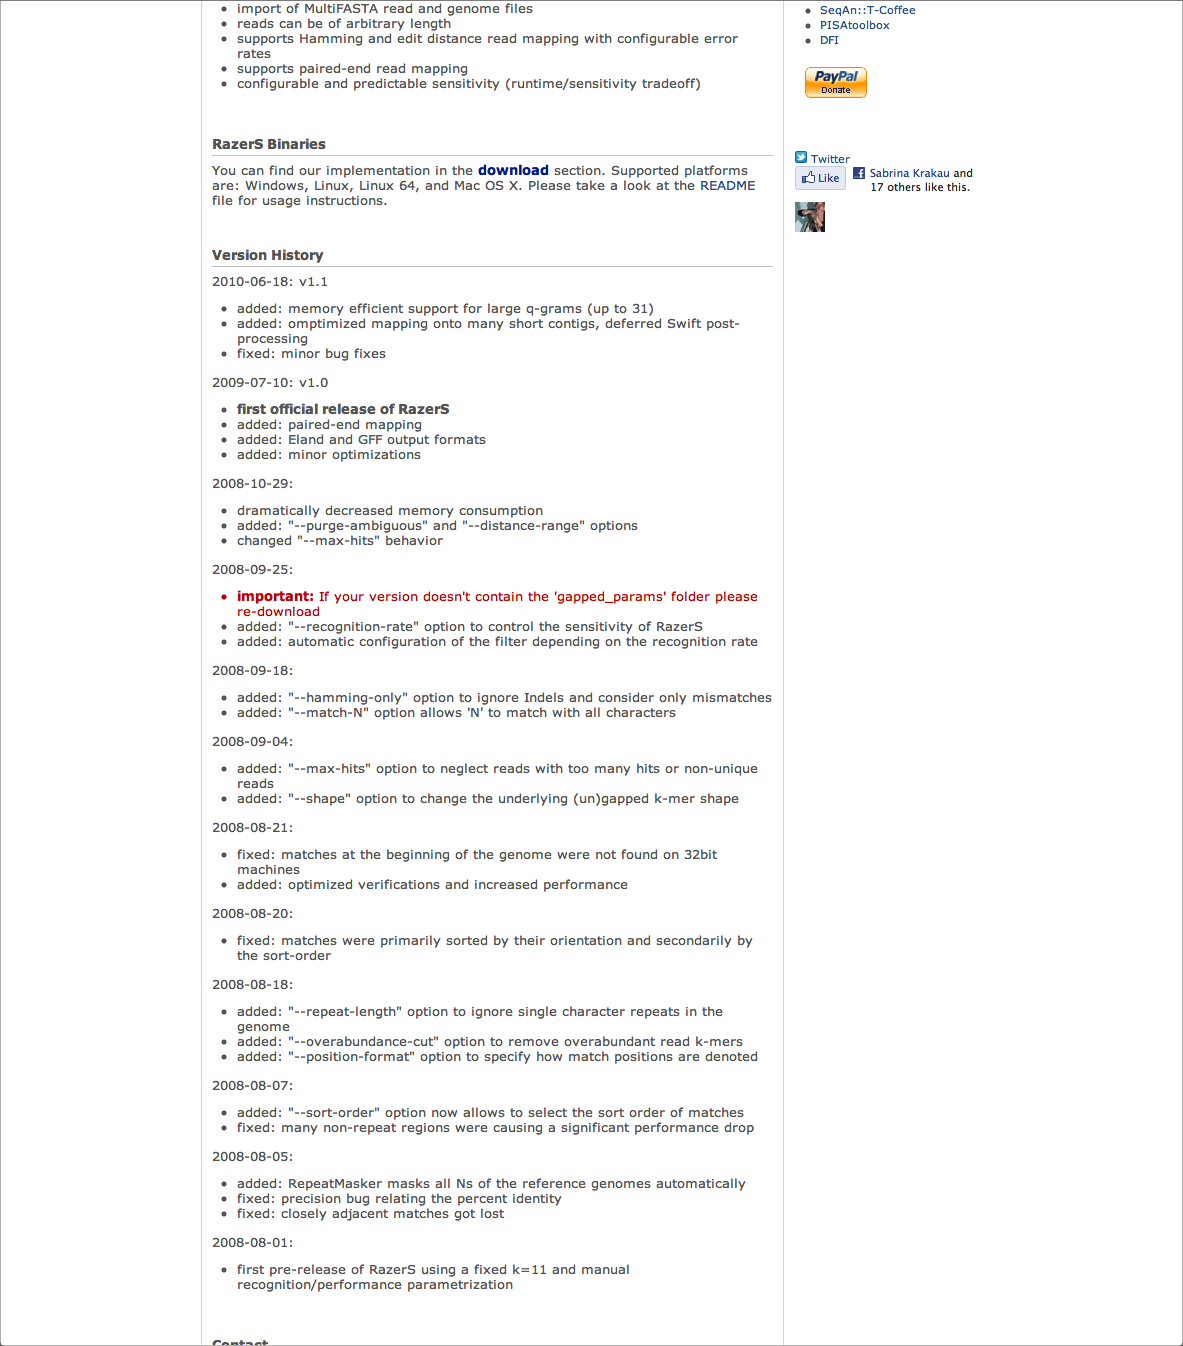 import of MultiFASTA read and genome files
reads can be of arbitrary length
supports Hamming and edit distance read mapping with configurable error
rates
supports paired-end read mapping
configurable and predictable sensitivity (runtime/sensitivity tradeoff)
RazerS Binaries
You can find our implementation in the download section. Supported platforms
are: Windows, Linux, Linux 64, and Mac OS X. Please take a look at the README
file for usage instructions.
Version History
2010-06-18: v1.1
added: memory efficient support for large q-grams (up to 31)
added: omptimized mapping onto many short contigs, deferred Swift post-
processing
fixed: minor bug fixes
2009-07-10: v1.0
first official release of RazerS
added: paired-end mapping
added: Eland and GFF output formats
added: minor optimizations
2008-10-29:
dramatically decreased memory consumption
added: "--purge-ambiguous" and "--distance-range" options
changed "--max-hits" behavior
2008-09-25:
important: If your version doesn't contain the 'gapped_params' folder please
re-download
added: "--recognition-rate" option to control the sensitivity of RazerS
added: automatic configuration of the filter depending on the recognition rate
2008-09-18:
added: "--hamming-only" option to ignore Indels and consider only mismatches
added: "--match-N" option allows 'N' to match with all characters
2008-09-04:
added: "--max-hits" option to neglect reads with too many hits or non-unique
reads
added: "--shape" option to change the underlying (un)gapped k-mer shape
2008-08-21:
fixed: matches at the beginning of the genome were not found on 32bit
machines
added: optimized verifications and increased performance
2008-08-20:
fixed: matches were primarily sorted by their orientation and secondarily by
the sort-order
2008-08-18:
added: "--repeat-length" option to ignore single character repeats in the
genome
added: "--overabundance-cut" option to remove overabundant read k-mers
added: "--position-format" option to specify how match positions are denoted
2008-08-07:
added: "--sort-order" option now allows to select the sort order of matches
fixed: many non-repeat regions were causing a significant performance drop
2008-08-05:
added: RepeatMasker masks all Ns of the reference genomes automatically
fixed: precision bug relating the percent identity
fixed: closely adjacent matches got lost
2008-08-01:
first pre-release of RazerS using a fixed k=11 and manual
recognition/performance parametrization
Contact
SeqAn::T-Coffee
PISAtoolbox
DFI
PayPal
Donate
Twitter
Like
Sabrina Krakau and
17 others like this.